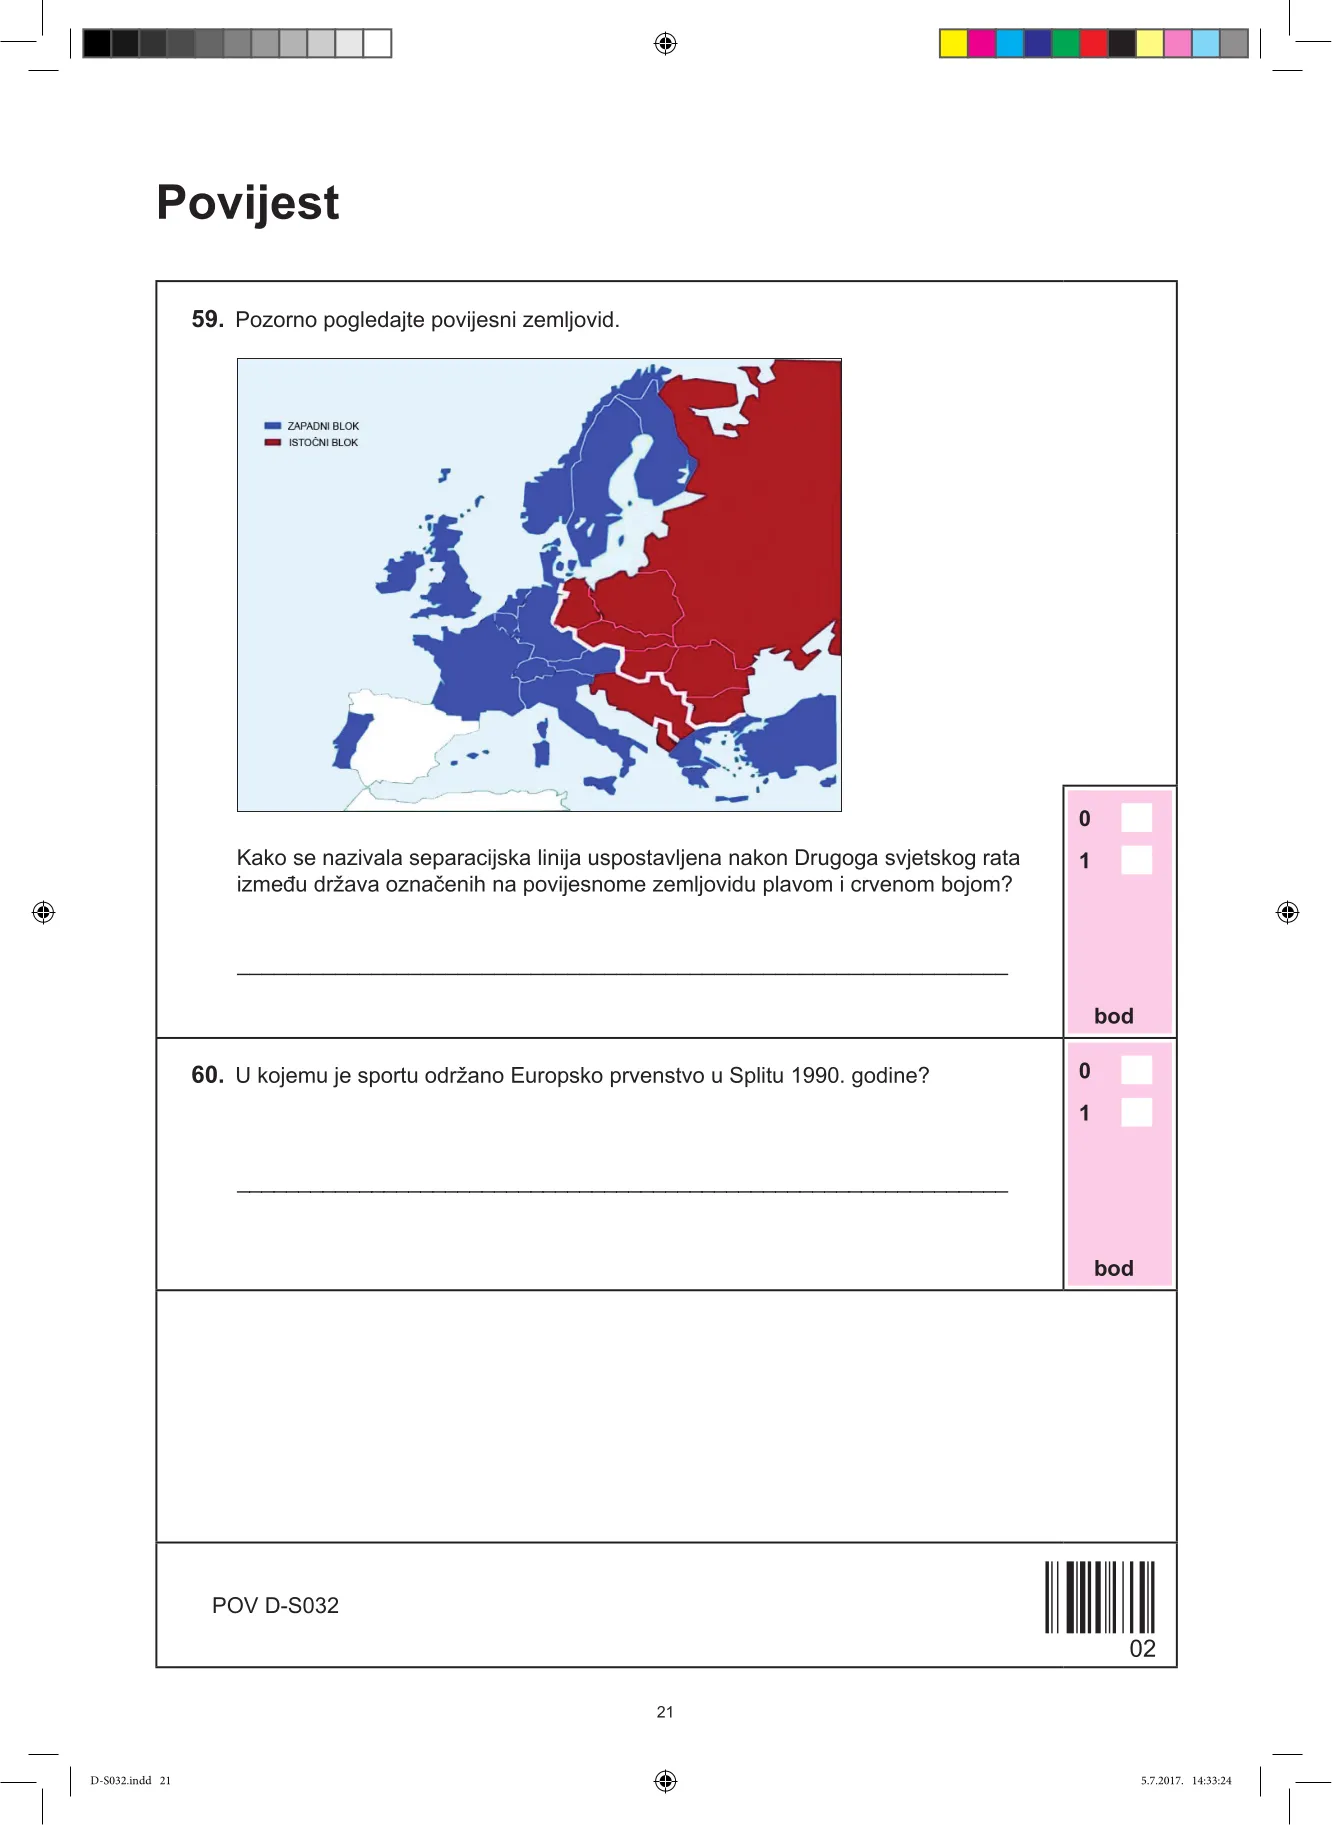 Povijest
59. Pozorno pogledajte povijesni zemljovid.
ZAPADNI BLOK
ISTOČNI BLOK
Kako se nazivala separacijska linija uspostavljena nakon Drugoga svjetskog rata
između država označenih na povijesnome zemljovidu plavom i crvenom bojom?
0
1
bod
60. U kojemu je sportu održano Europsko prvenstvo u Splitu 1990. godine?
0
1
bod
POV D-S032
02
21
D-S032.indd 21
5.7.2017. 14:33:24